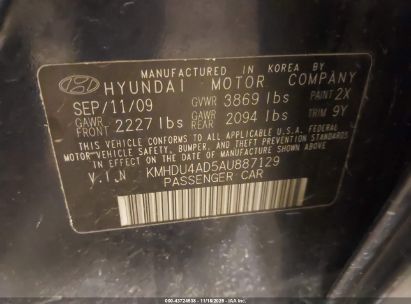 MANUFACTURED IN KOREA BY
HYUNDAI MOTOR COMPANY
SEP/11/09 GVWR 3869 lbs PAINT 2X
GAWR FRONT 2227 lbs GAWR REAR 2094 lbs TRIM 9Y
THIS VEHICLE CONFORMS TO ALL APPLICABLE U.S.A. FEDERAL
MOTOR VEHICLE SAFETY, BUMPER, AND THEFT PREVENTION STANDARDS
IN EFFECT ON THE DATE OF MANUFACTURE SHOWN ABOVE.
V.I.N KMHDU4AD5AU887129
PASSENGER CAR